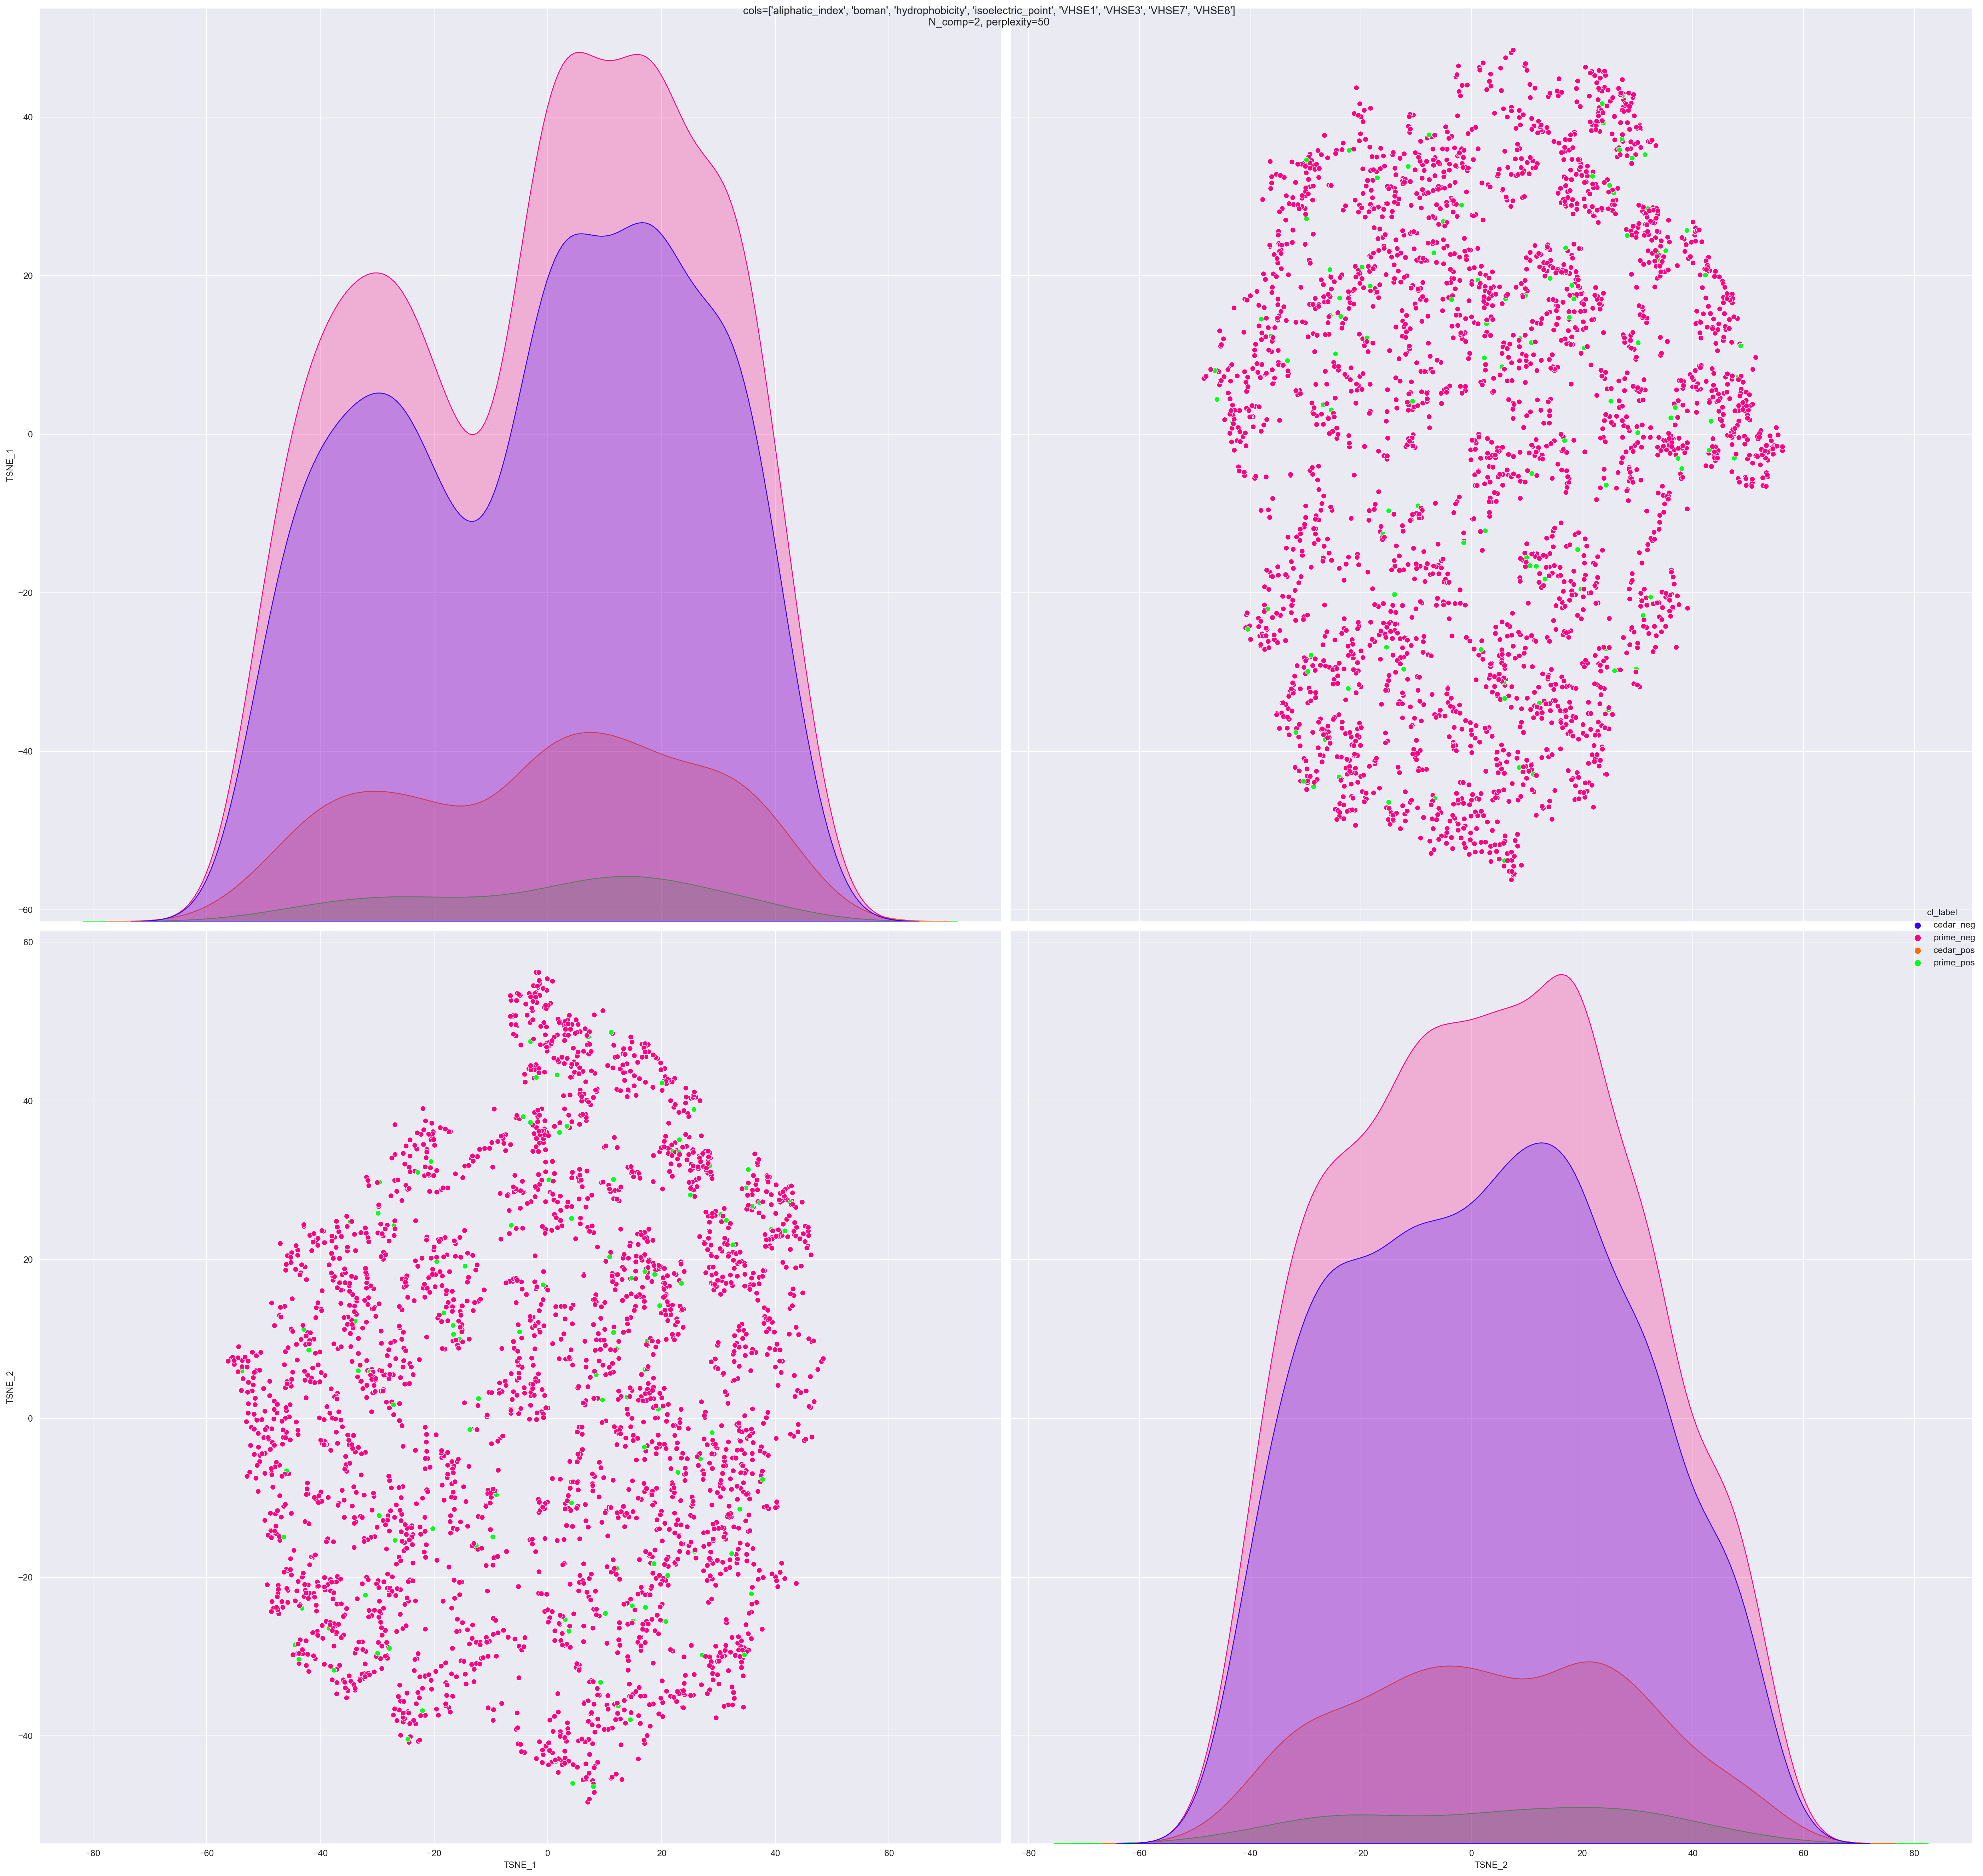 cols=['aliphatic_index', 'boman', 'hydrophobicity', 'isoelectric_point', 'VHSE1', 'VHSE3', 'VHSE7', 'VHSE8']
N_comp=2, perplexity=50
40
20
0
−20
−40
−60
TSNE_1
cl_label
cedar_neg
prime_neg
cedar_pos
prime_pos
60
40
20
0
−20
−40
TSNE_2
−80 −60 −40 −20 0 20 40 60
TSNE_1
−80 −60 −40 −20 0 20 40 60 80
TSNE_2